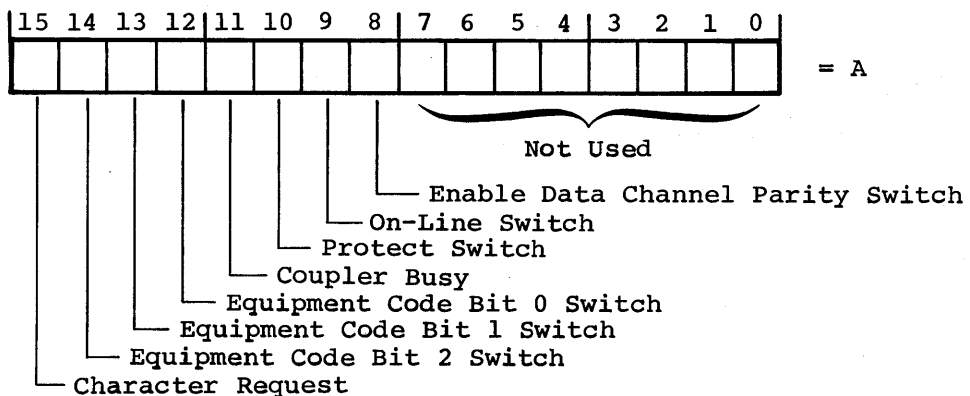 15 14 13 12 11 10 9 8 7 6 5 4 3 2 1 0
= A
Not Used
Enable Data Channel Parity Switch
On-Line Switch
Protect Switch
Coupler Busy
Equipment Code Bit 0 Switch
Equipment Code Bit 1 Switch
Equipment Code Bit 2 Switch
Character Request